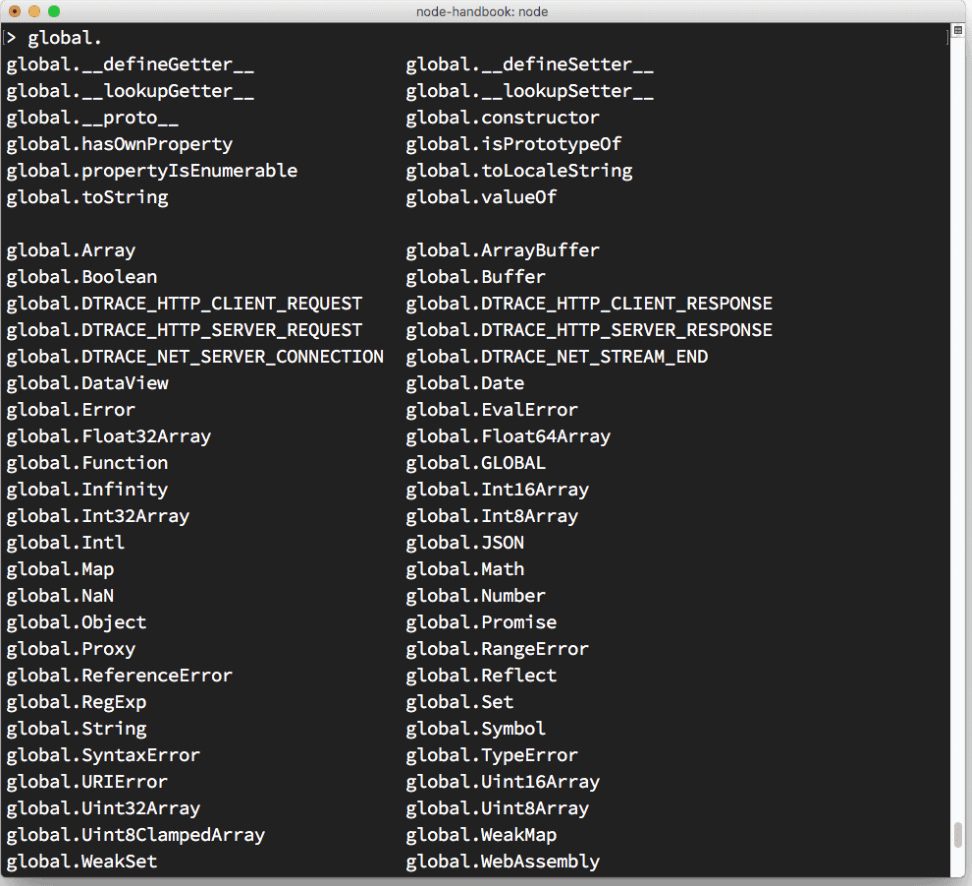 node-handbook: node
> global.
global.__defineGetter__ global.__defineSetter__
global.__lookupGetter__ global.__lookupSetter__
global.__proto__ global.constructor
global.hasOwnProperty global.isPrototypeOf
global.propertyIsEnumerable global.toLocaleString
global.toString global.valueOf
global.Array global.ArrayBuffer
global.Boolean global.Buffer
global.DTRACE_HTTP_CLIENT_REQUEST global.DTRACE_HTTP_CLIENT_RESPONSE
global.DTRACE_HTTP_SERVER_REQUEST global.DTRACE_HTTP_SERVER_RESPONSE
global.DTRACE_NET_SERVER_CONNECTION global.DTRACE_NET_STREAM_END
global.DataView global.Date
global.Error global.EvalError
global.Float32Array global.Float64Array
global.Function global.GLOBAL
global.Infinity global.Int16Array
global.Int32Array global.Int8Array
global.Intl global.JSON
global.Map global.Math
global.NaN global.Number
global.Object global.Promise
global.Proxy global.RangeError
global.ReferenceError global.Reflect
global.RegExp global.Set
global.String global.Symbol
global.SyntaxError global.TypeError
global.URIError global.Uint16Array
global.Uint32Array global.Uint8Array
global.Uint8ClampedArray global.WeakMap
global.WeakSet global.WebAssembly